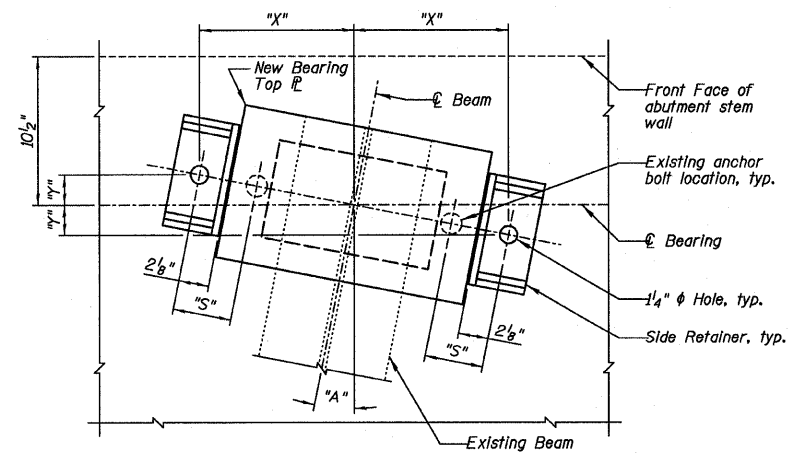 "X" "X"
New Bearing
Top ℄ Beam
Front Face of
abutment stem
wall
10½"
Existing anchor
bolt location, typ.
"Y"
"Y"
℄ Bearing
2⅛"
"S"
1¼" ϕ Hole, typ.
2⅛"
"S"
Side Retainer, typ.
"A"
Existing Beam